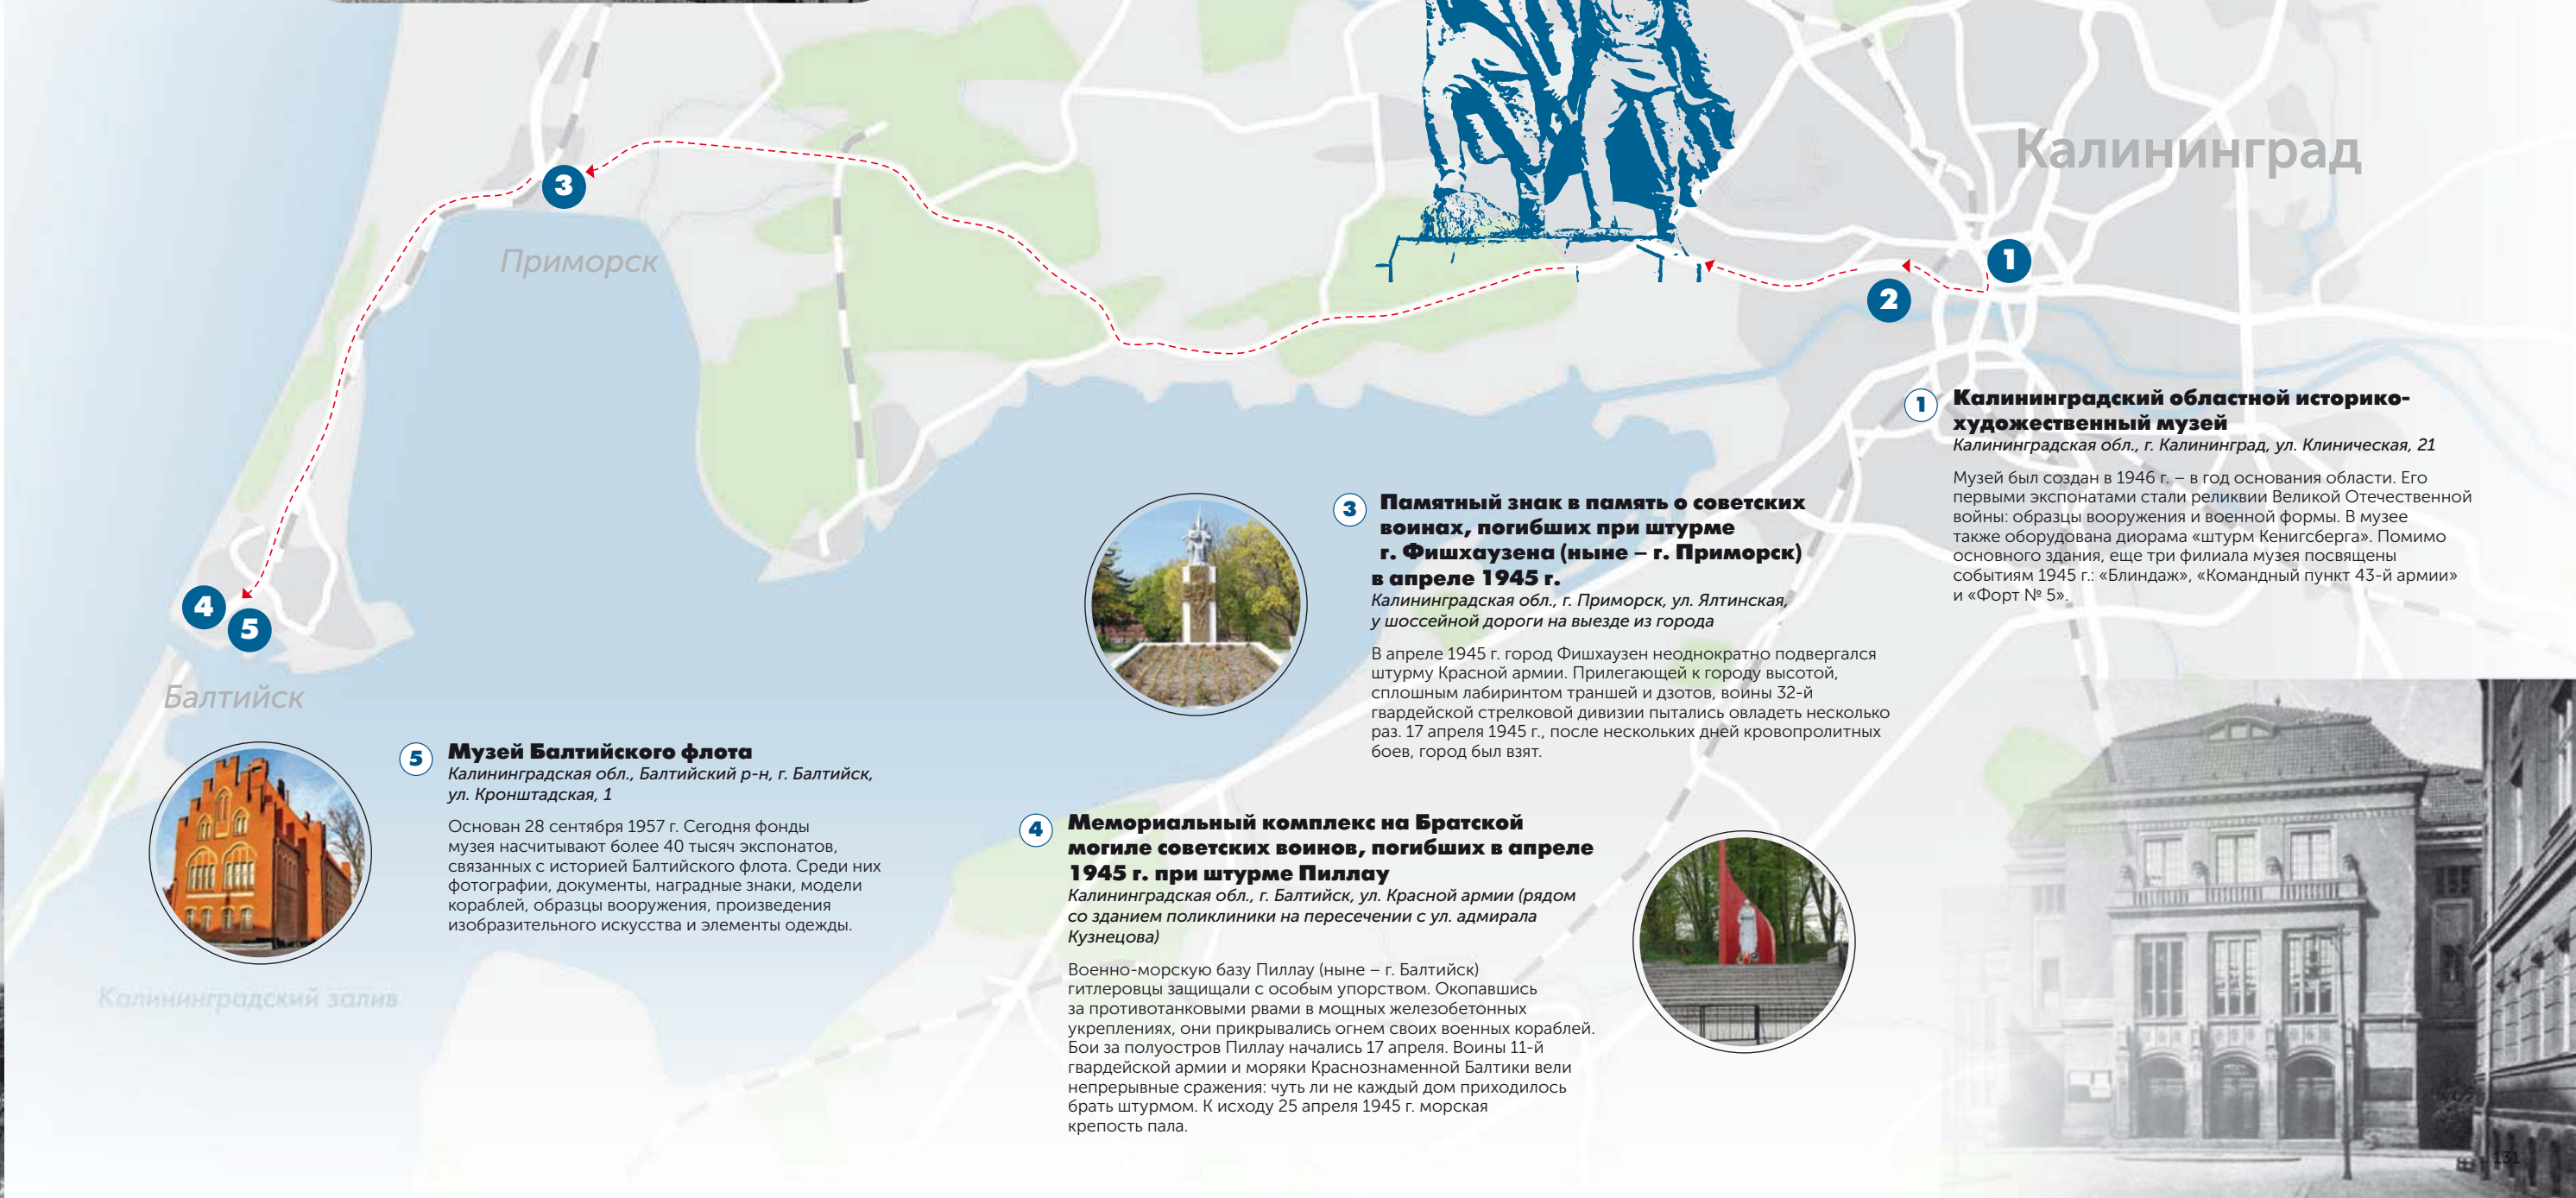 Калининград
1
2
3
Приморск
4
5
Балтийск
Калининградский залив
1
Калининградский областной историко-
художественный музей
Калининградская обл., г. Калининград, ул. Клиническая, 21
Музей был создан в 1946 г. – в год основания области. Его
первыми экспонатами стали реликвии Великой Отечественной
войны: образцы вооружения и военной формы. В музее
также оборудована диорама «штурм Кенигсберга». Помимо
основного здания, еще три филиала музея посвящены
событиям 1945 г.: «Блиндаж», «Командный пункт 43-й армии»
и «Форт № 5».
3
Памятный знак в память о советских
воинах, погибших при штурме
г. Фишхаузена (ныне – г. Приморск)
в апреле 1945 г.
Калининградская обл., г. Приморск, ул. Ялтинская,
у шоссейной дороги на выезде из города
В апреле 1945 г. город Фишхаузен неоднократно подвергался
штурму Красной армии. Прилегающей к городу высотой,
сплошным лабиринтом траншей и дзотов, воины 32-й
гвардейской стрелковой дивизии пытались овладеть несколько
раз. 17 апреля 1945 г., после нескольких дней кровопролитных
боев, город был взят.
4
Мемориальный комплекс на Братской
могиле советских воинов, погибших в апреле
1945 г. при штурме Пиллау
Калининградская обл., г. Балтийск, ул. Красной армии (рядом
со зданием поликлиники на пересечении с ул. адмирала
Кузнецова)
Военно-морскую базу Пиллау (ныне – г. Балтийск)
гитлеровцы защищали с особым упорством. Окопавшись
за противотанковыми рвами в мощных железобетонных
укреплениях, они прикрывались огнем своих военных кораблей.
Бои за полуостров Пиллау начались 17 апреля. Воины 11-й
гвардейской армии и моряки Краснознаменной Балтики вели
непрерывные сражения: чуть ли не каждый дом приходилось
брать штурмом. К исходу 25 апреля 1945 г. морская
крепость пала.
5
Музей Балтийского флота
Калининградская обл., Балтийский р-н, г. Балтийск,
ул. Кронштадская, 1
Основан 28 сентября 1957 г. Сегодня фонды
музея насчитывают более 40 тысяч экспонатов,
связанных с историей Балтийского флота. Среди них
фотографии, документы, наградные знаки, модели
кораблей, образцы вооружения, произведения
изобразительного искусства и элементы одежды.
131